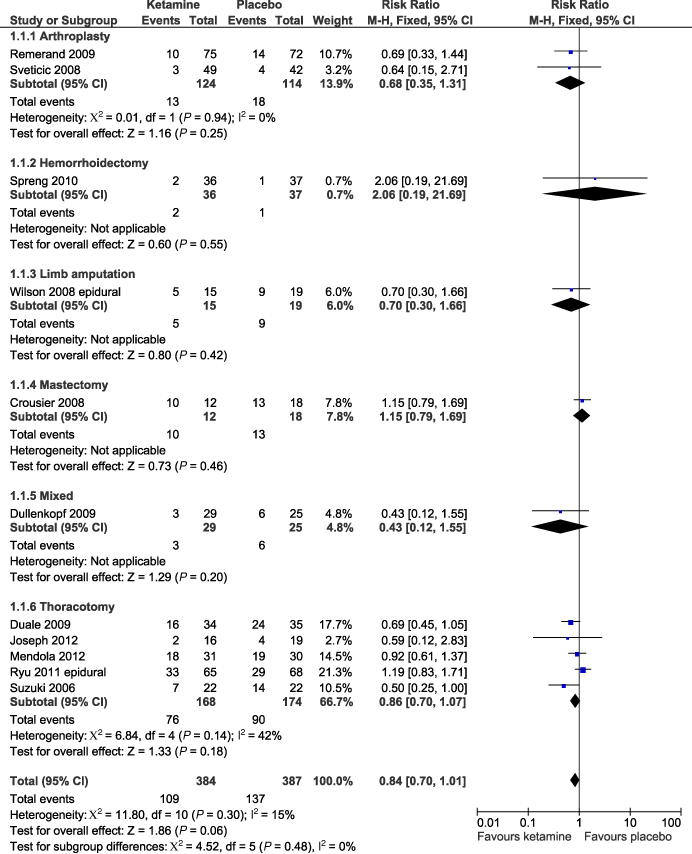 Ketamine Placebo Risk Ratio Risk Ratio
Study or Subgroup Events Total Events Total Weight M-H, Fixed, 95% CI M-H, Fixed, 95% CI
1.1.1 Arthroplasty
Remerand 2009 10 75 14 72 10.7% 0.69 [0.33, 1.44]
Sveticic 2008 3 49 4 42 3.2% 0.64 [0.15, 2.71]
Subtotal (95% CI) 124 114 13.9% 0.68 [0.35, 1.31]
Total events 13 18
Heterogeneity: X² = 0.01, df = 1 (P = 0.94); I² = 0%
Test for overall effect: Z = 1.16 (P = 0.25)
1.1.2 Hemorrhoidectomy
Spreng 2010 2 36 1 37 0.7% 2.06 [0.19, 21.69]
Subtotal (95% CI) 36 37 0.7% 2.06 [0.19, 21.69]
Total events 2 1
Heterogeneity: Not applicable
Test for overall effect: Z = 0.60 (P = 0.55)
1.1.3 Limb amputation
Wilson 2008 epidural 5 15 9 19 6.0% 0.70 [0.30, 1.66]
Subtotal (95% CI) 15 19 6.0% 0.70 [0.30, 1.66]
Total events 5 9
Heterogeneity: Not applicable
Test for overall effect: Z = 0.80 (P = 0.42)
1.1.4 Mastectomy
Crousier 2008 10 12 13 18 7.8% 1.15 [0.79, 1.69]
Subtotal (95% CI) 12 18 7.8% 1.15 [0.79, 1.69]
Total events 10 13
Heterogeneity: Not applicable
Test for overall effect: Z = 0.73 (P = 0.46)
1.1.5 Mixed
Dullenkopf 2009 3 29 6 25 4.8% 0.43 [0.12, 1.55]
Subtotal (95% CI) 29 25 4.8% 0.43 [0.12, 1.55]
Total events 3 6
Heterogeneity: Not applicable
Test for overall effect: Z = 1.29 (P = 0.20)
1.1.6 Thoracotomy
Duale 2009 16 34 24 35 17.7% 0.69 [0.45, 1.05]
Joseph 2012 2 16 4 19 2.7% 0.59 [0.12, 2.83]
Mendola 2012 18 31 19 30 14.5% 0.92 [0.61, 1.37]
Ryu 2011 epidural 33 65 29 68 21.3% 1.19 [0.83, 1.71]
Suzuki 2006 7 22 14 22 10.5% 0.50 [0.25, 1.00]
Subtotal (95% CI) 168 174 66.7% 0.86 [0.70, 1.07]
Total events 76 90
Heterogeneity: X² = 6.84, df = 4 (P = 0.14); I² = 42%
Test for overall effect: Z = 1.33 (P = 0.18)
Total (95% CI) 384 387 100.0% 0.84 [0.70, 1.01]
Total events 109 137
Heterogeneity: X² = 11.80, df = 10 (P = 0.30); I² = 15%
Test for overall effect: Z = 1.86 (P = 0.06)
Test for subgroup differences: X² = 4.52, df = 5 (P = 0.48), I² = 0%
0.01 0.1 1 10 100
Favours ketamine Favours placebo